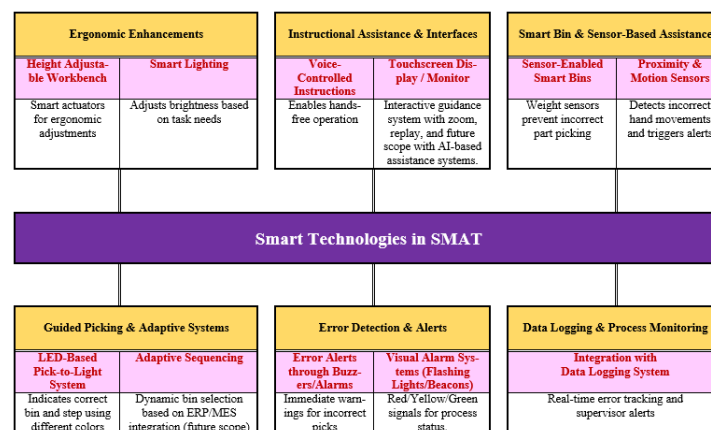 Ergonomic Enhancements
Height Adjusta-
ble Workbench
Smart Lighting
Smart actuators
for ergonomic
adjustments
Adjusts brightness based
on task needs
Instructional Assistance & Interfaces
Voice-
Controlled
Instructions
Touchscreen Dis-
play / Monitor
Enables hands-
free operation
Interactive guidance
system with zoom,
replay, and future
scope with AI-based
assistance systems.
Smart Bin & Sensor-Based Assistance
Sensor-Enabled
Smart Bins
Proximity &
Motion Sensors
Weight sensors
prevent incorrect
part picking
Detects incorrect
hand movements
and triggers alerts
Smart Technologies in SMAT
Guided Picking & Adaptive Systems
LED-Based
Pick-to-Light
System
Adaptive Sequencing
Indicates correct
bin and step using
different colors
Dynamic bin selection
based on ERP/MES
integration (future scope)
Error Detection & Alerts
Error Alerts
through Buzz-
ers/Alarms
Visual Alarm Sys-
tems (Flashing
Lights/Beacons)
Immediate warn-
ings for incorrect
picks
Red/Yellow/Green
signals for process
status.
Data Logging & Process Monitoring
Integration with
Data Logging System
Real-time error tracking and
supervisor alerts